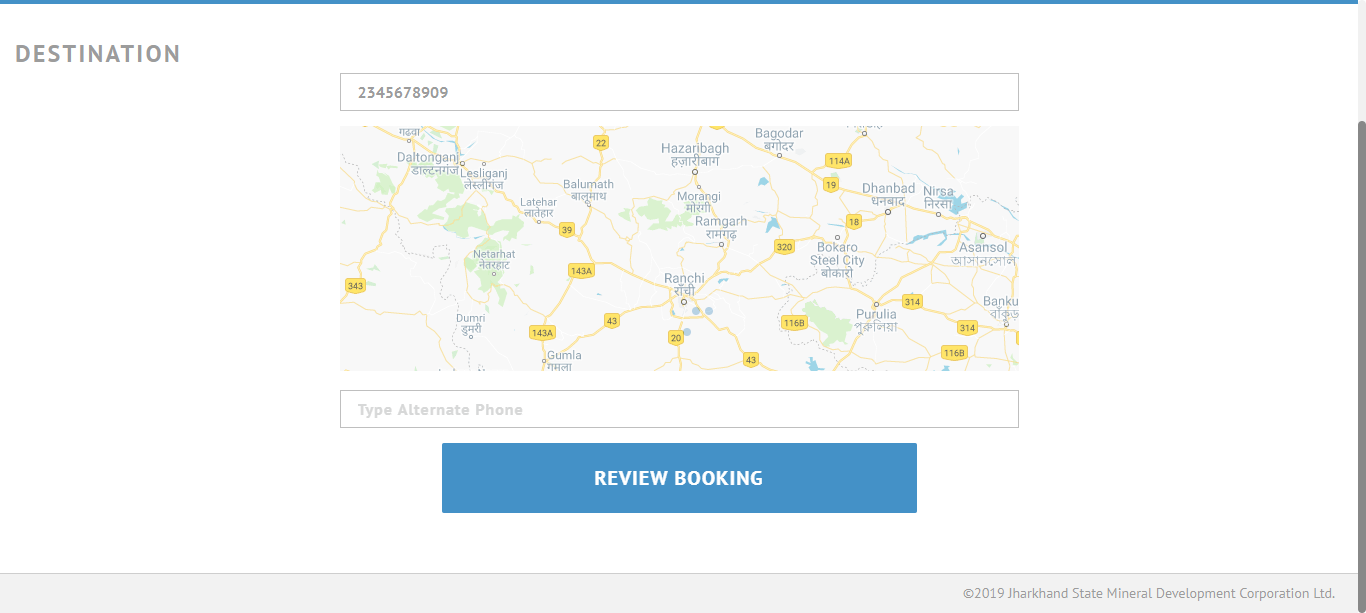 DESTINATION
2345678909
गढवा
22
Bagodar
बगोदर
Hazaribagh
हज़ारीबाग
Daltonganj
डाल्टनगंज
114A
Lesliganj
लेस्लीगंज
Balumath
बालूमाथ
19
Dhanbad
धनबाद
Nirsa
निरसा
Latehar
लातेहार
Morangi
मोरंगी
Ramgarh
रामगढ़
39
18
320
Bokaro
Steel City
बोकारो
Asansol
আসানসোল
Netarhat
नेतरहाट
143A
Ranchi
राँची
343
314
Purulia
পুরুলিয়া
Banku
বাঁকুড়
Dumri
डुमरी
43
116B
314
143A
20
43
116B
Gumla
गुमला
Type Alternate Phone
REVIEW BOOKING
©2019 Jharkhand State Mineral Development Corporation Ltd.